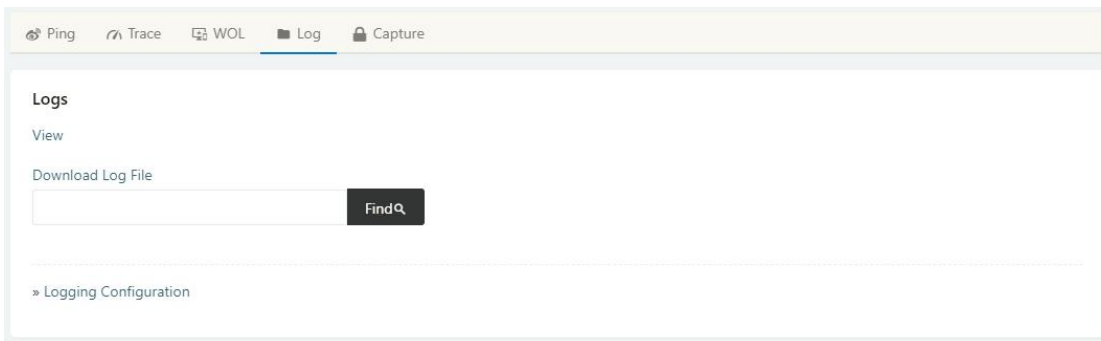 Ping Trace WOL Log Capture
Logs
View
Download Log File
Find
» Logging Configuration